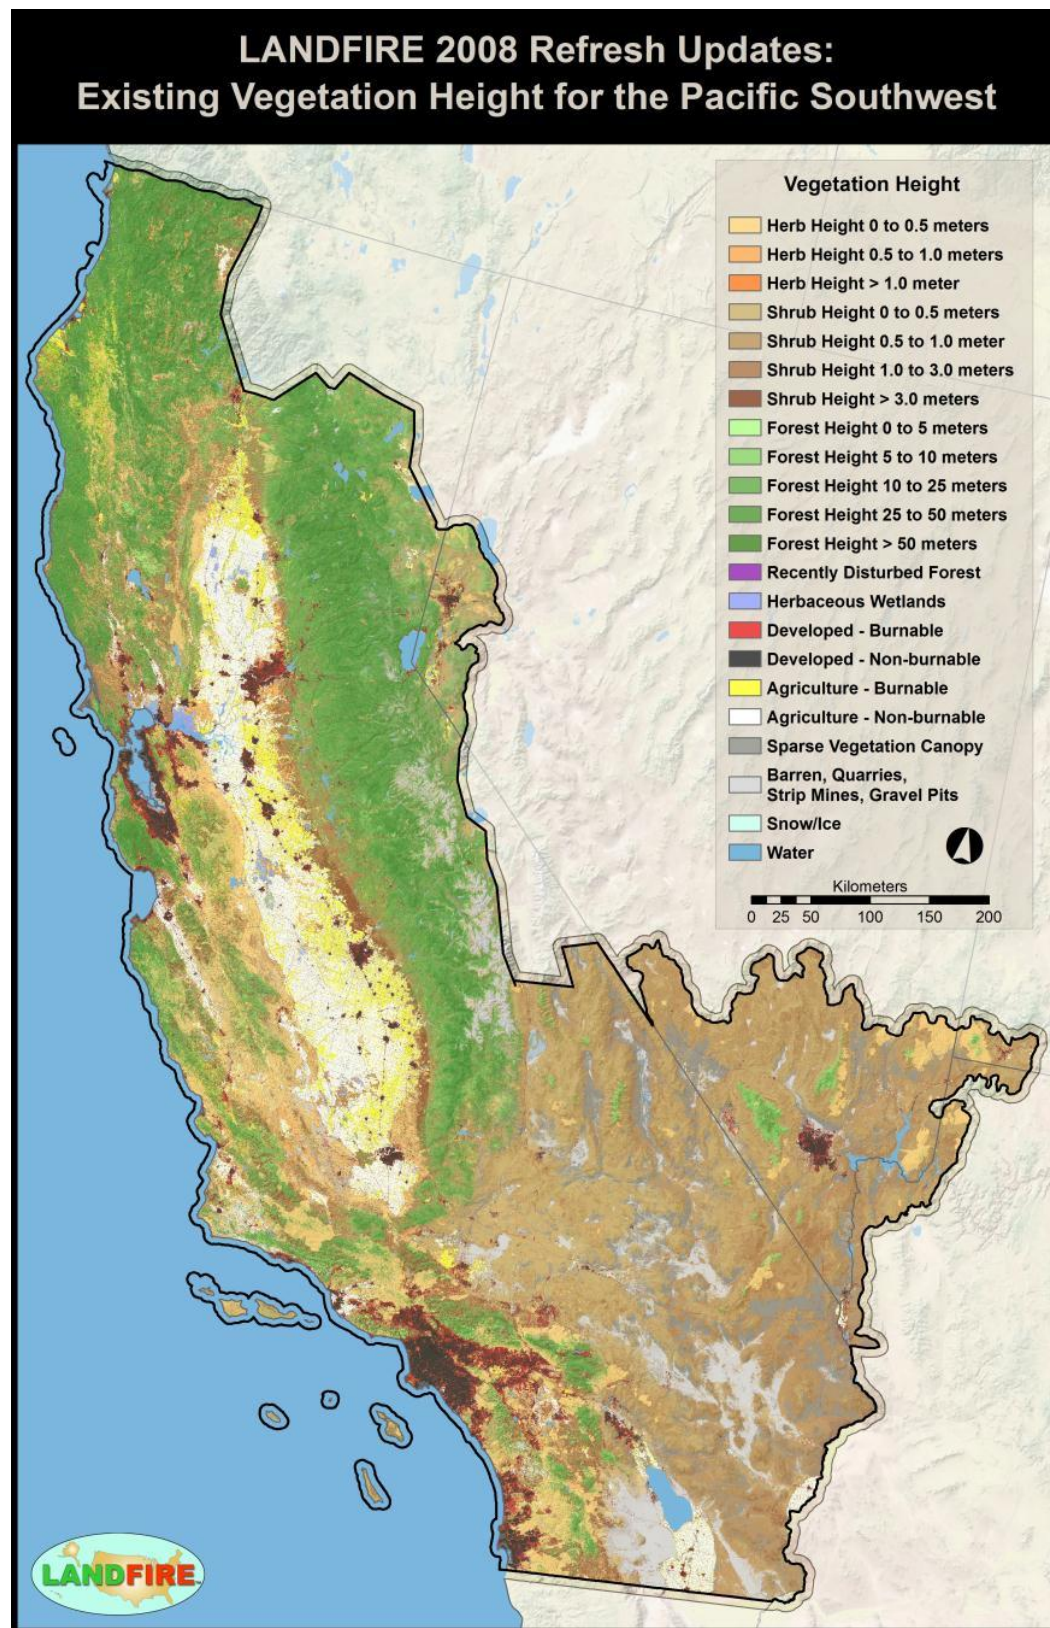 LANDFIRE 2008 Refresh Updates:
Existing Vegetation Height for the Pacific Southwest
Vegetation Height
Herb Height 0 to 0.5 meters
Herb Height 0.5 to 1.0 meters
Herb Height > 1.0 meter
Shrub Height 0 to 0.5 meters
Shrub Height 0.5 to 1.0 meter
Shrub Height 1.0 to 3.0 meters
Shrub Height > 3.0 meters
Forest Height 0 to 5 meters
Forest Height 5 to 10 meters
Forest Height 10 to 25 meters
Forest Height 25 to 50 meters
Forest Height > 50 meters
Recently Disturbed Forest
Herbaceous Wetlands
Developed - Burnable
Developed - Non-burnable
Agriculture - Burnable
Agriculture - Non-burnable
Sparse Vegetation Canopy
Barren, Quarries,
Strip Mines, Gravel Pits
Snow/Ice
Water
Kilometers
0 25 50 100 150 200
LANDFIRE